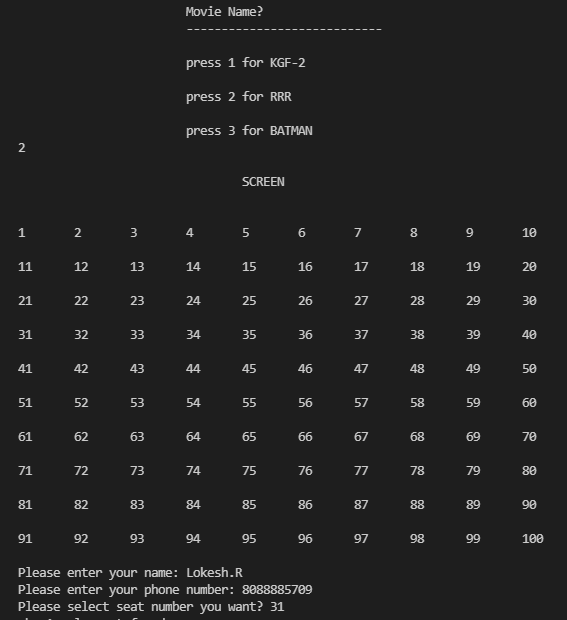 Movie Name?
----------------------------
press 1 for KGF-2
press 2 for RRR
press 3 for BATMAN
2
SCREEN
1 2 3 4 5 6 7 8 9 10
11 12 13 14 15 16 17 18 19 20
21 22 23 24 25 26 27 28 29 30
31 32 33 34 35 36 37 38 39 40
41 42 43 44 45 46 47 48 49 50
51 52 53 54 55 56 57 58 59 60
61 62 63 64 65 66 67 68 69 70
71 72 73 74 75 76 77 78 79 80
81 82 83 84 85 86 87 88 89 90
91 92 93 94 95 96 97 98 99 100
Please enter your name: Lokesh.R
Please enter your phone number: 8088885709
Please select seat number you want? 31